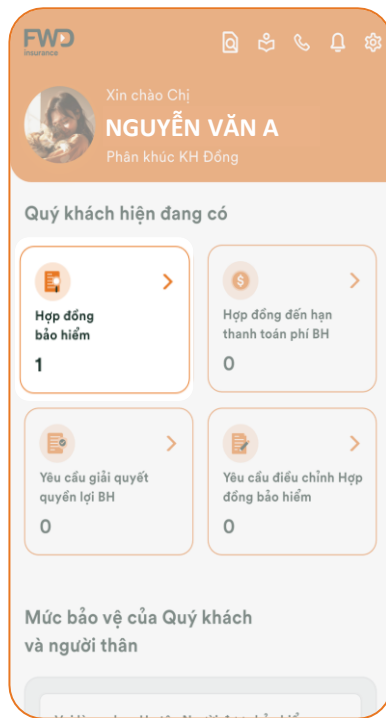 FWD
insurance
Xin chào Chị
NGUYỄN VĂN A
Phân khúc KH Đồng
Quý khách hiện đang có
Hợp đồng
bảo hiểm
1
Hợp đồng đến hạn
thanh toán phí BH
0
Yêu cầu giải quyết
quyền lợi BH
0
Yêu cầu điều chỉnh Hợp
đồng bảo hiểm
0
Mức bảo vệ của Quý khách
và người thân